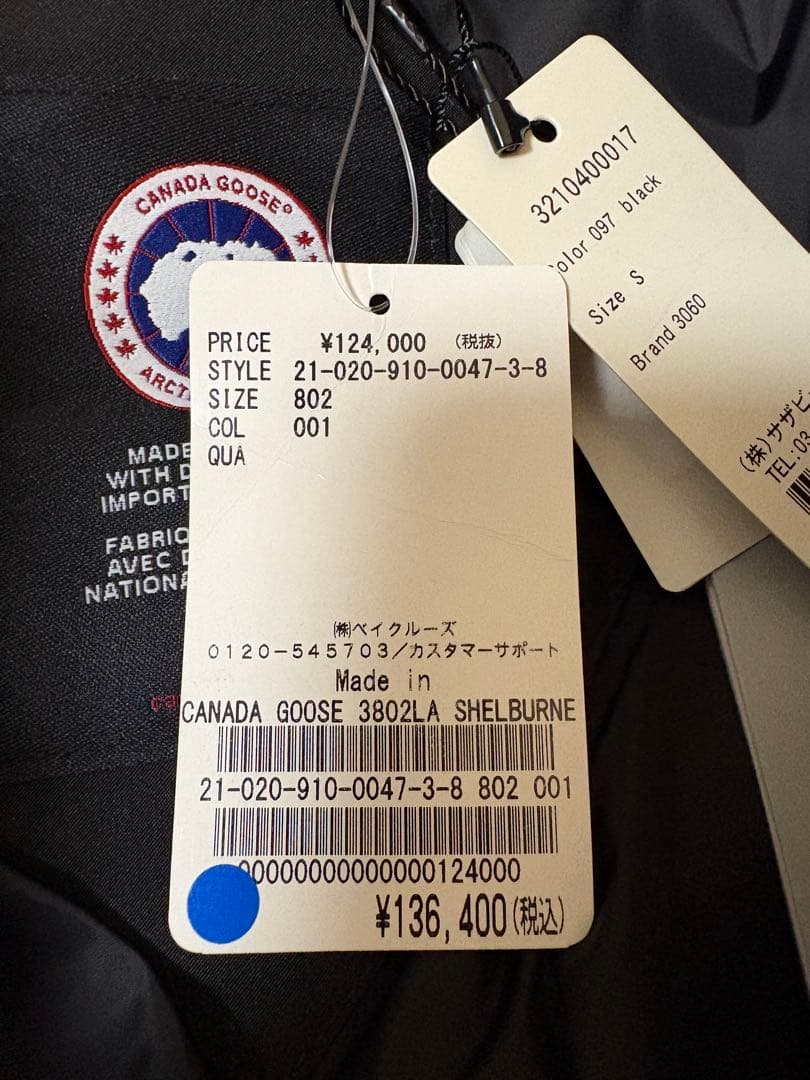 CANADA GOOSE®
MADE
WITH
IMPORT
FABRIQ
AVEC
NATIONA
PRICE ¥124,000 (税抜)
STYLE 21-020-910-0047-3-8
SIZE 802
COL 001
QUA
㈱ベイクルーズ
0120-545703/カスタマーサポート
Made in
CANADA GOOSE 3802LA SHELBURNE
21-020-910-0047-3-8 802 001
00000000000000124000
¥136,400(税込)
3210400017
olor 097 black
Size S
Brand 3060
(株)サザビ
TEL:03